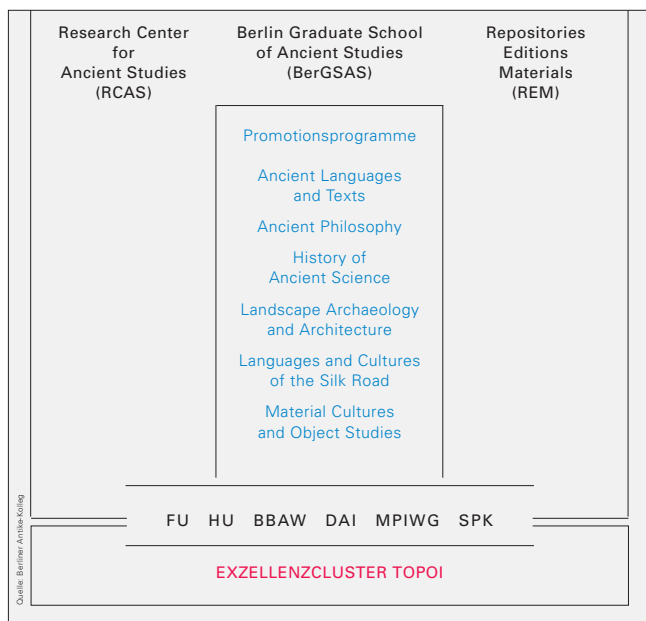 Research Center
for
Ancient Studies
(RCAS)
Berlin Graduate School
of Ancient Studies
(BerGSAS)
Repositories
Editions
Materials
(REM)
Promotionsprogramme
Ancient Languages
and Texts
Ancient Philosophy
History of
Ancient Science
Landscape Archaeology
and Architecture
Languages and Cultures
of the Silk Road
Material Cultures
and Object Studies
FU HU BBAW DAI MPIWG SPK
EXZELLENZCLUSTER TOPOI
Quelle: Berliner Antike-Kolleg